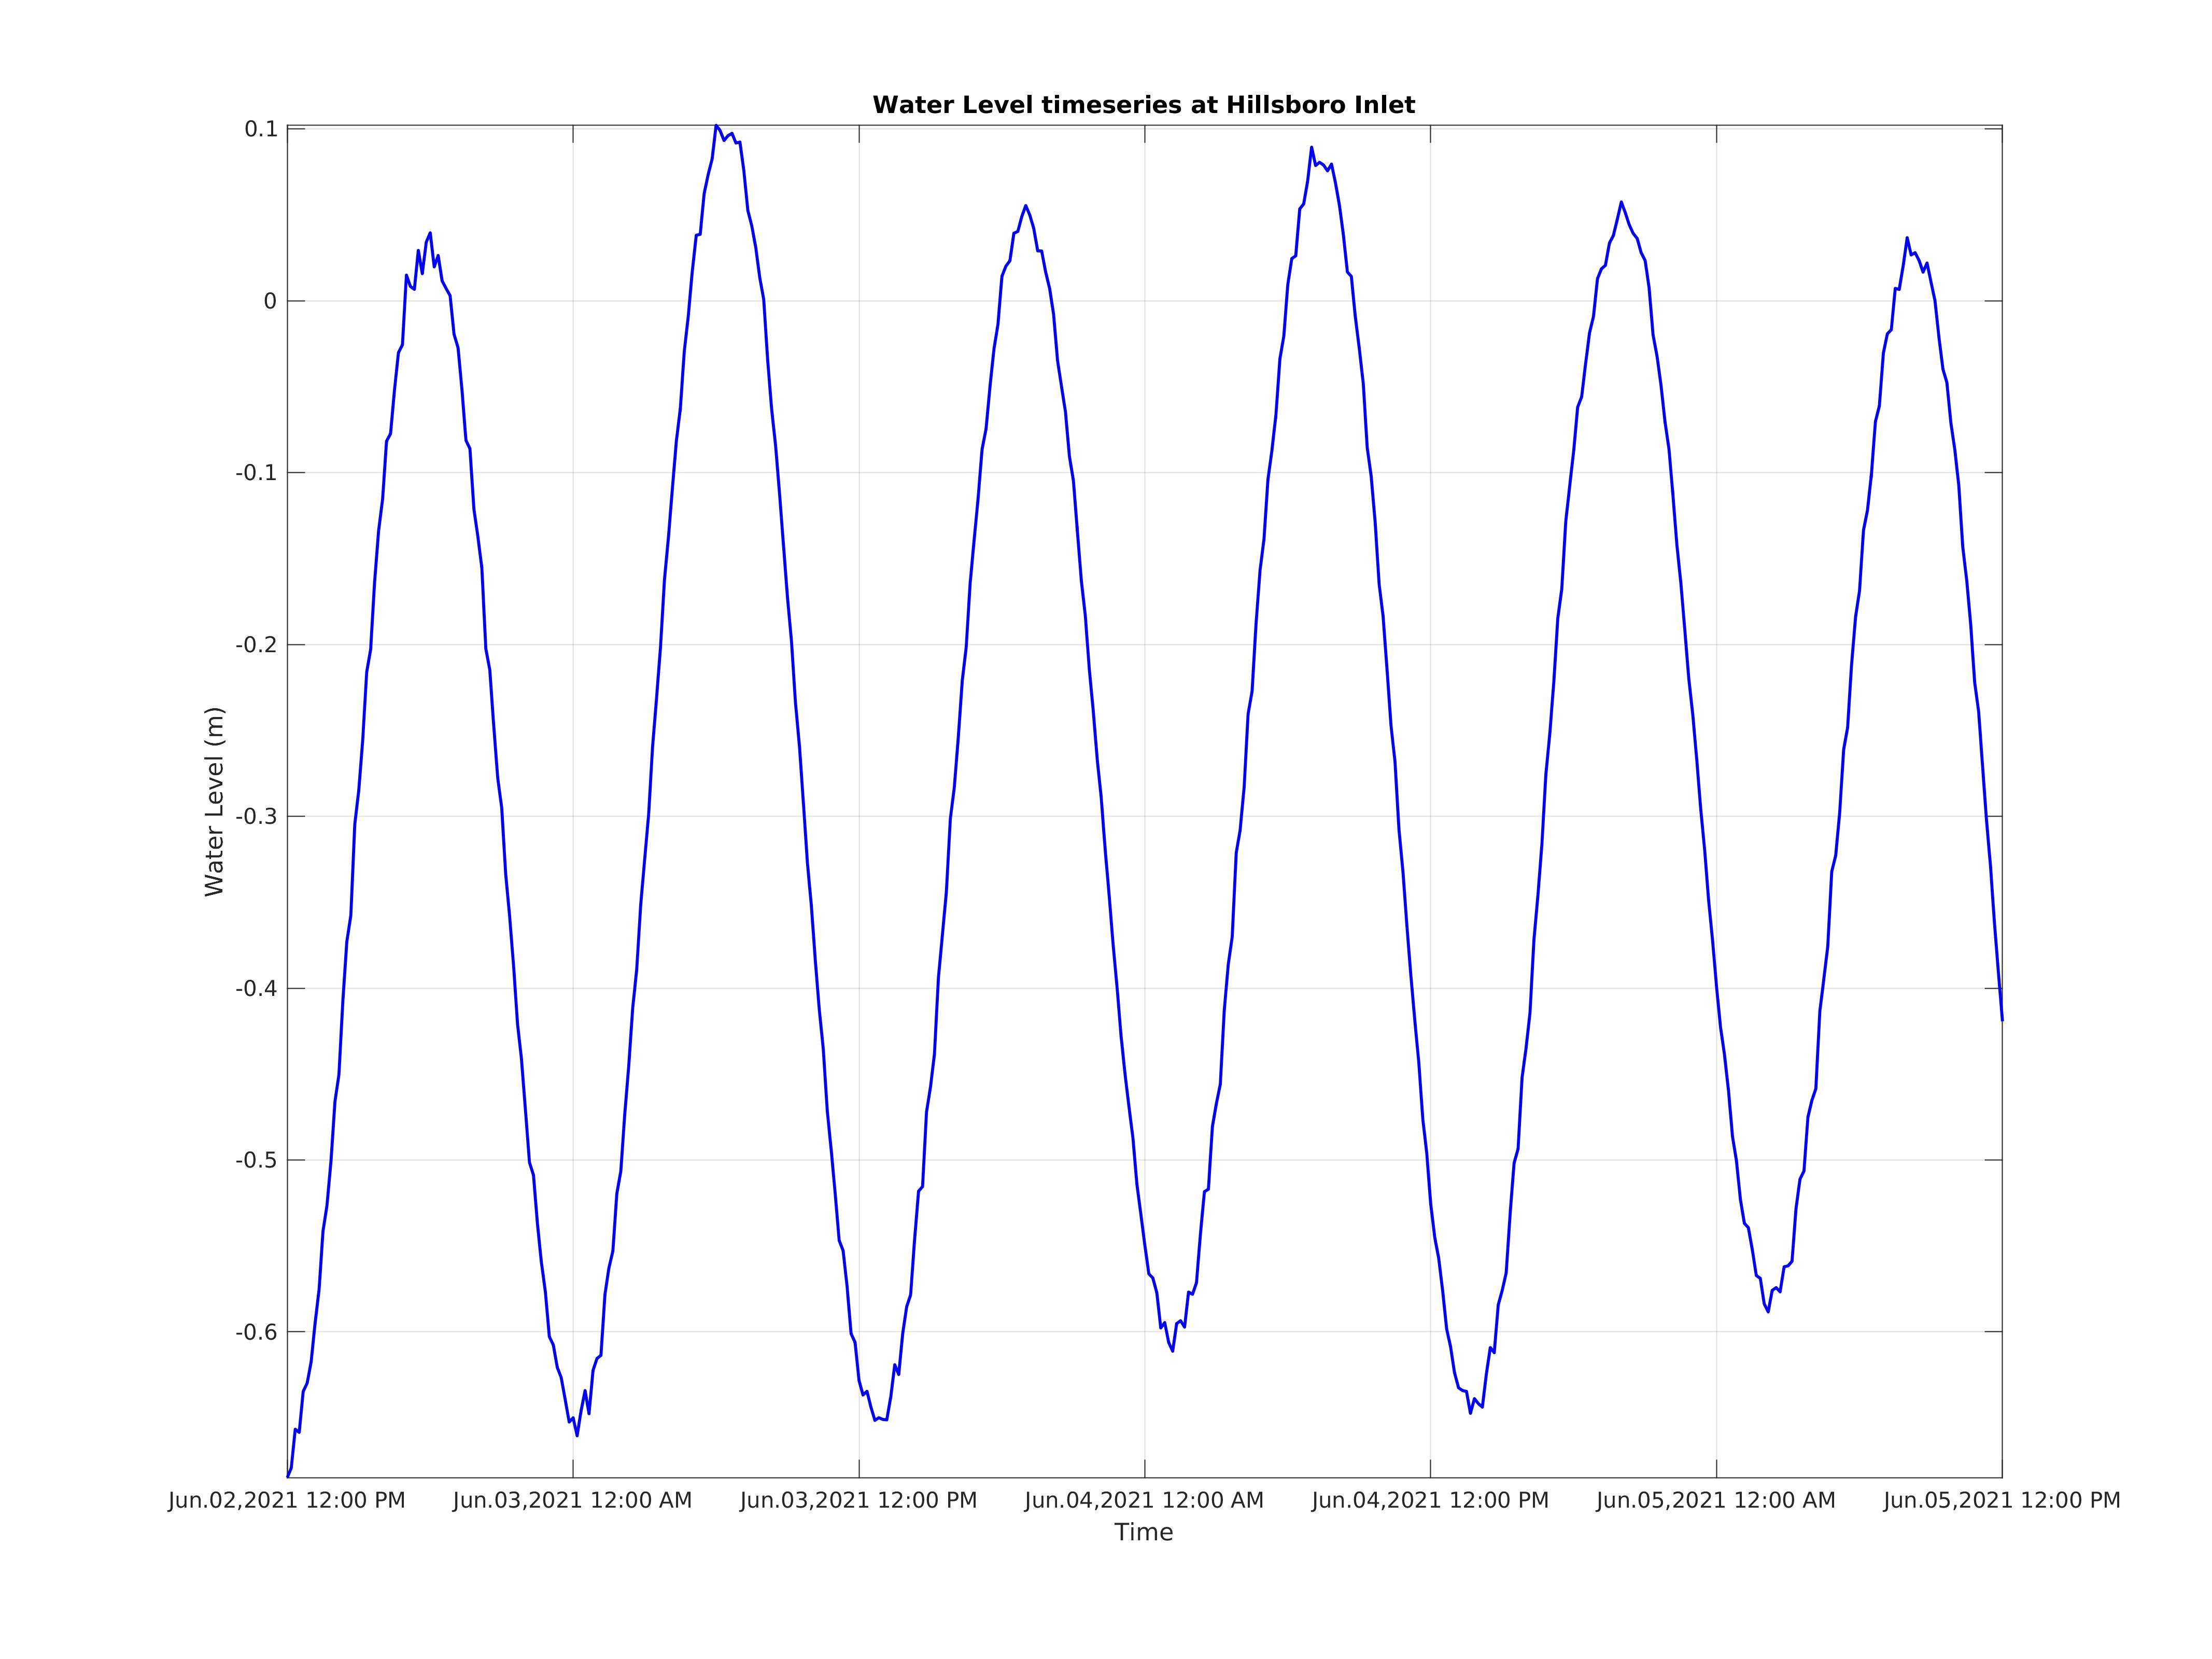 Water Level timeseries at Hillsboro Inlet
0.1
0
-0.1
-0.2
-0.3
-0.4
-0.5
-0.6
Water Level (m)
Jun.02,2021 12:00 PM Jun.03,2021 12:00 AM Jun.03,2021 12:00 PM Jun.04,2021 12:00 AM Jun.04,2021 12:00 PM Jun.05,2021 12:00 AM Jun.05,2021 12:00 PM
Time